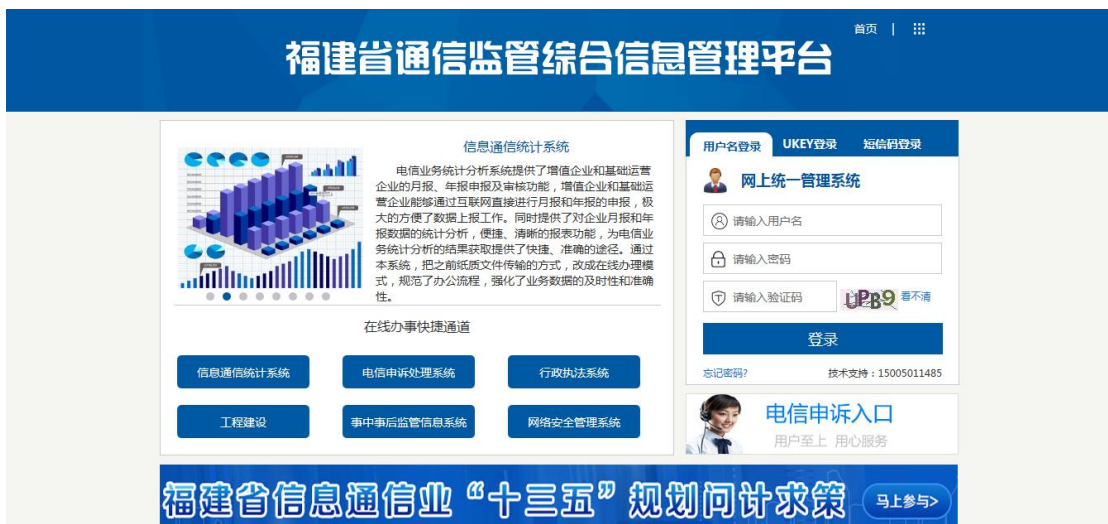 首页 |
福建省通信监管综合信息管理平台
信息通信统计系统
电信业务统计分析系统提供了增值企业和基础运营
企业的月报、年报申报及审核功能，增值企业和基础运
营企业能够通过互联网直接进行月报和年报的申报，极
大的方便了数据上报工作。同时提供了对企业月报和年
报数据的统计分析，便捷、清晰的报表功能，为电信业
务统计分析的结果获取提供了快捷、准确的途径。通过
本系统，把之前纸质文件传输的方式，改成在线办理模
式，规范了办公流程，强化了业务数据的及时性和准确
性。
在线办事快捷通道
信息通信统计系统
电信申诉处理系统
行政执法系统
工程建设
事中事后监管信息系统
网络安全管理系统
用户名登录 UKEY登录 短信码登录
网上统一管理系统
请输入用户名
请输入密码
请输入验证码 UPB9 看不清
登录
忘记密码? 技术支持：15005011485
电信申诉入口
用户至上 用心服务
福建省信息通信业“十三五”规划问计求策 马上参与>